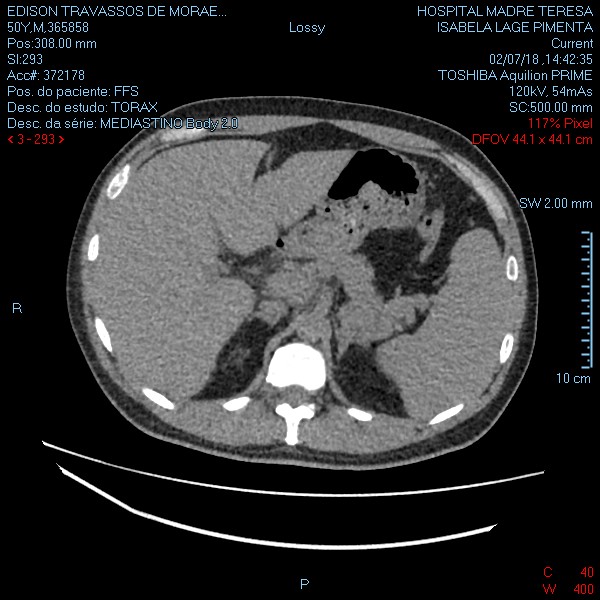 EDISON TRAVASSOS DE MORAE...
50Y,M,365858
Pos:308.00 mm
SI:293
Acc#: 372178
Pos. do paciente: FFS
Desc. do estudo: TORAX
Desc. da série: MEDIASTINO Body 2.0
< 3 - 293 >
Lossy
HOSPITAL MADRE TERESA
ISABELA LAGE PIMENTA
Current
02/07/18 ,14:42:35
TOSHIBA Aquilion PRIME
120kV, 54mAs
SC:500.00 mm
117% Pixel
DFOV 44.1 x 44.1 cm
SW 2.00 mm
R
10 cm
P
C 40
W 400